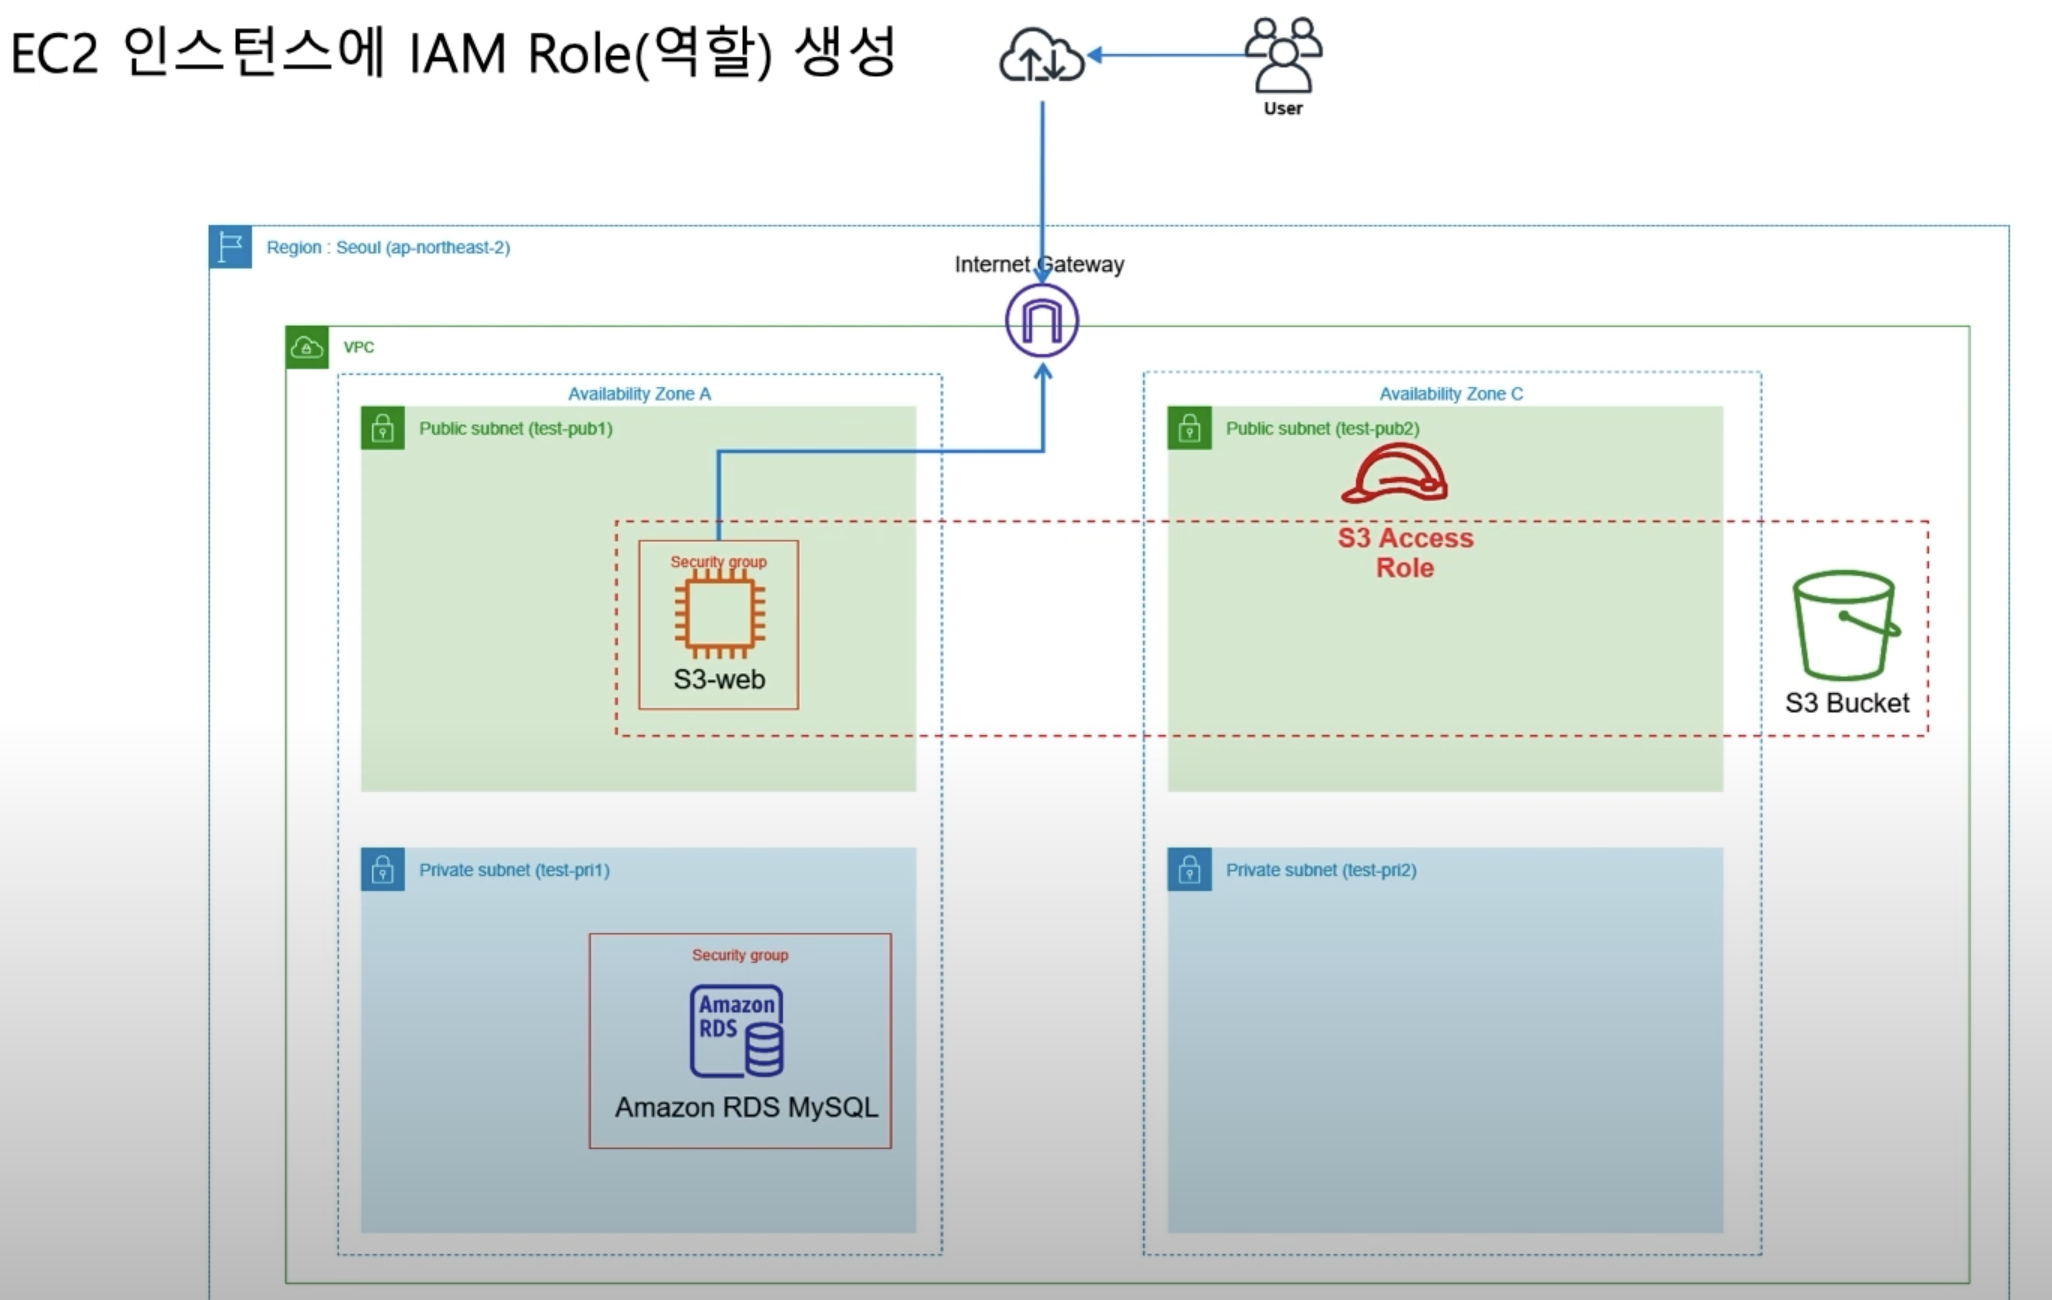 EC2 인스턴스에 IAM Role(역할) 생성
User
Region : Seoul (ap-northeast-2)
Internet Gateway
VPC
Availability Zone A
Availability Zone C
Public subnet (test-pub1)
Public subnet (test-pub2)
Security group
S3-web
S3 Access
Role
S3 Bucket
Private subnet (test-pri1)
Private subnet (test-pri2)
Security group
Amazon
RDS
Amazon RDS MySQL